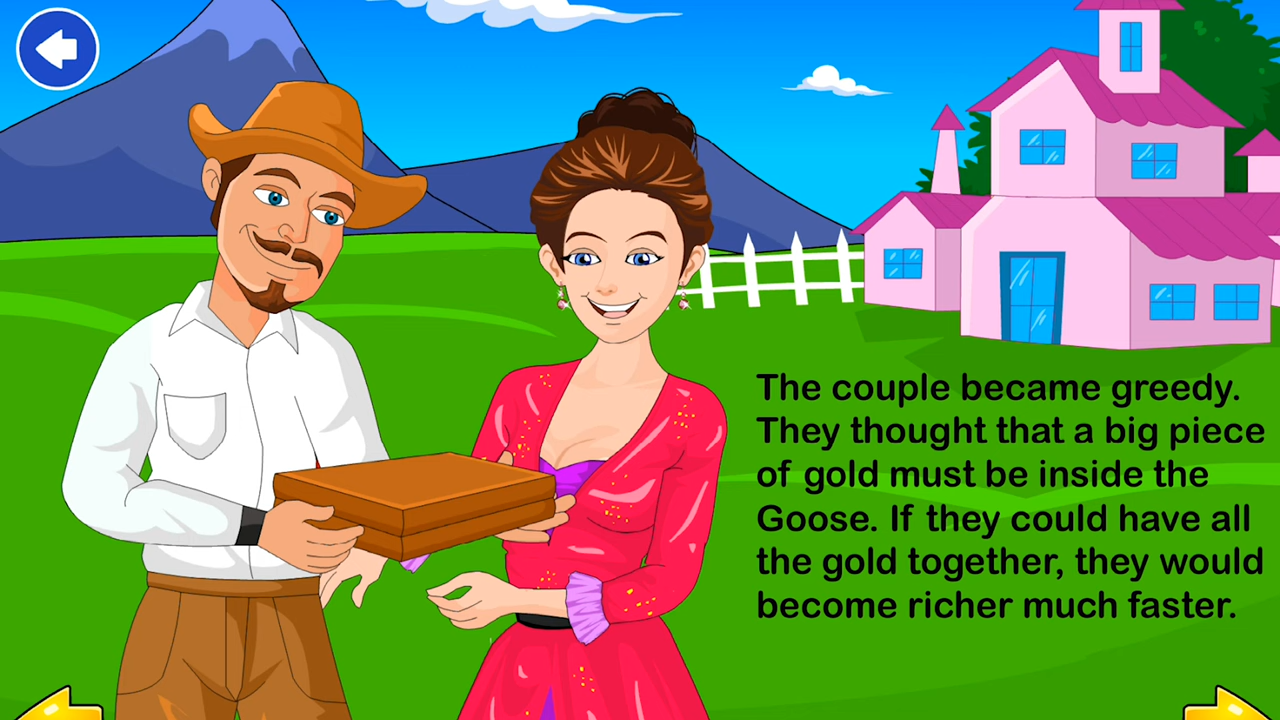 The couple became greedy.
They thought that a big piece
of gold must be inside the
Goose. If they could have all
the gold together, they would
become richer much faster.